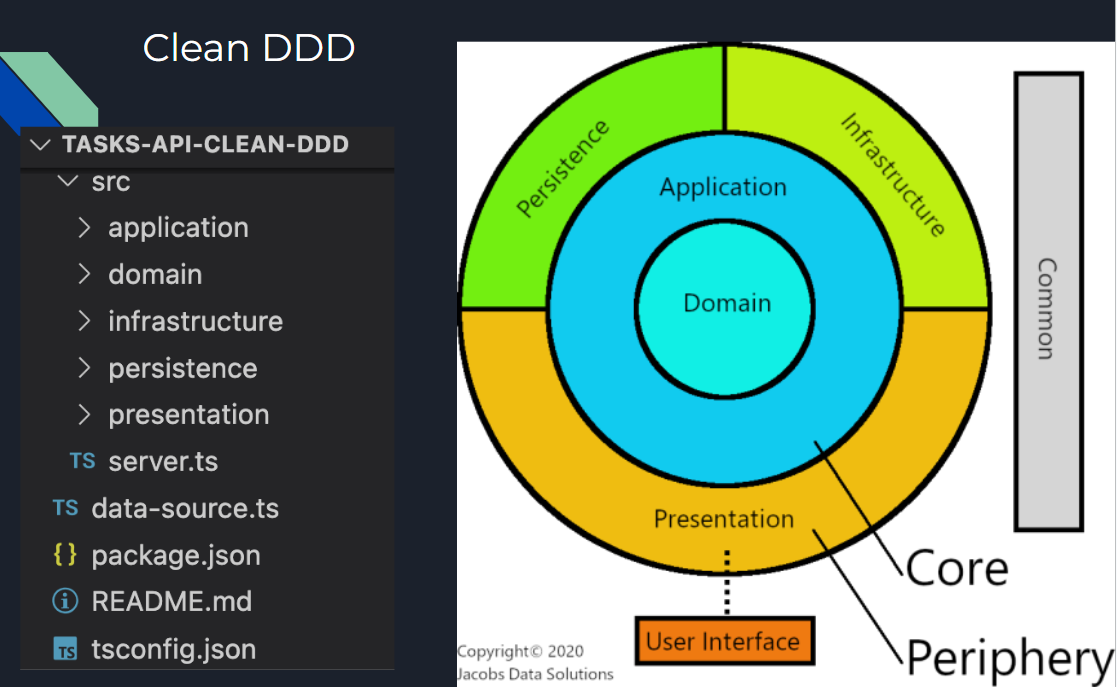 Clean DDD
TASKS-API-CLEAN-DDD
src
application
domain
infrastructure
persistence
presentation
TS server.ts
TS data-source.ts
{} package.json
README.md
TS tsconfig.json
Persistence
Infrastructure
Application
Domain
Presentation
User Interface
Common
Core
Periphery
Copyright© 2020
Jacobs Data Solutions